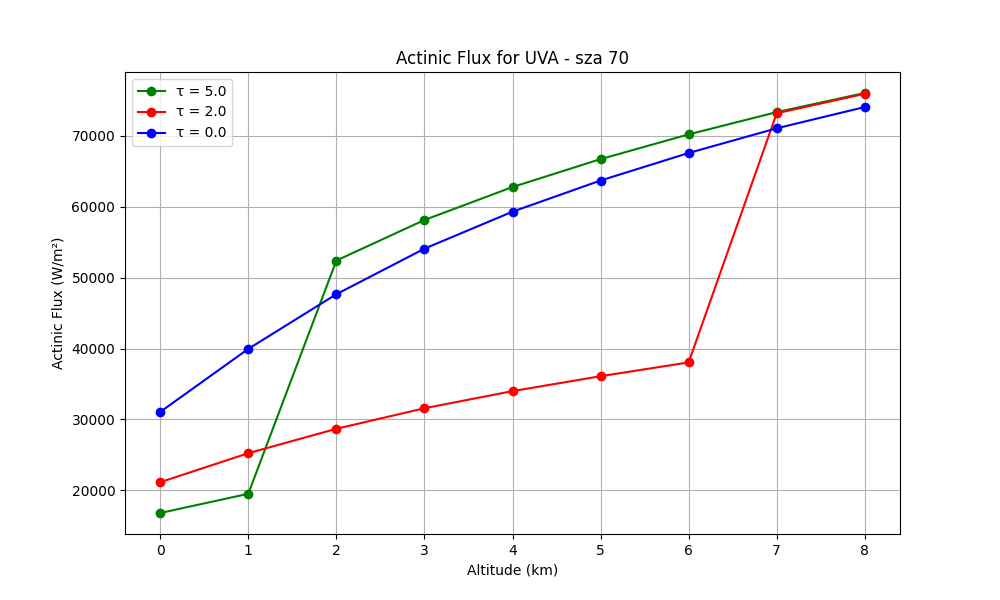 Actinic Flux for UVA - sza 70
τ = 5.0
τ = 2.0
τ = 0.0
Actinic Flux (W/m²)
70000
60000
50000
40000
30000
20000
0 1 2 3 4 5 6 7 8
Altitude (km)